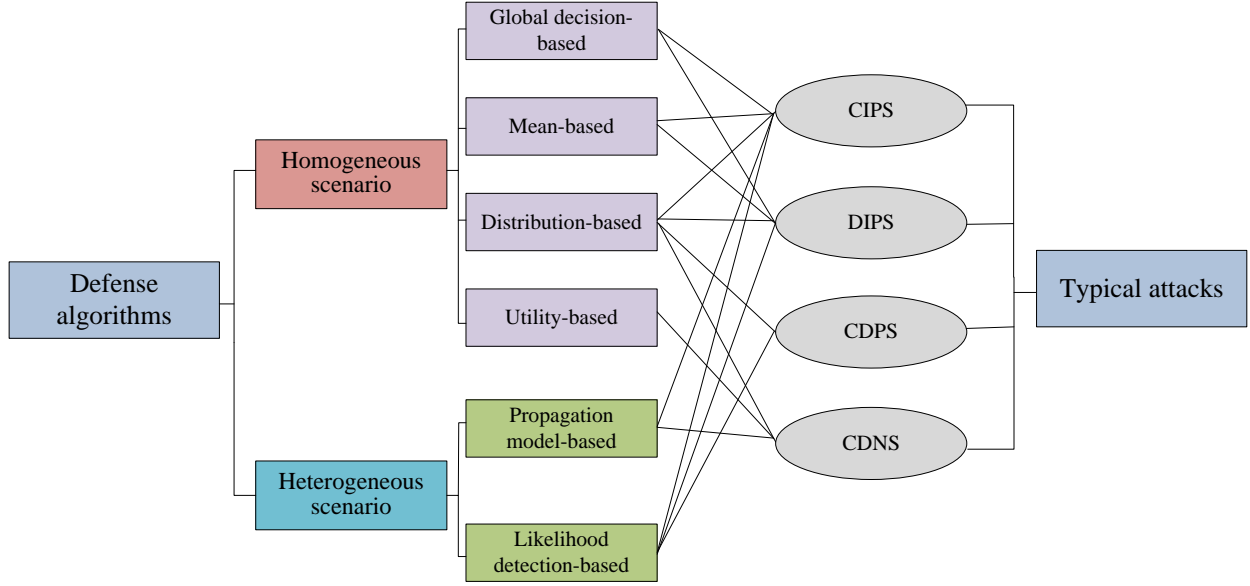 Defense
algorithms
Homogeneous
scenario
Heterogeneous
scenario
Global decision-
based
Mean-based
Distribution-based
Utility-based
Propagation
model-based
Likelihood
detection-based
CIPS
DIPS
CDPS
CDNS
Typical attacks